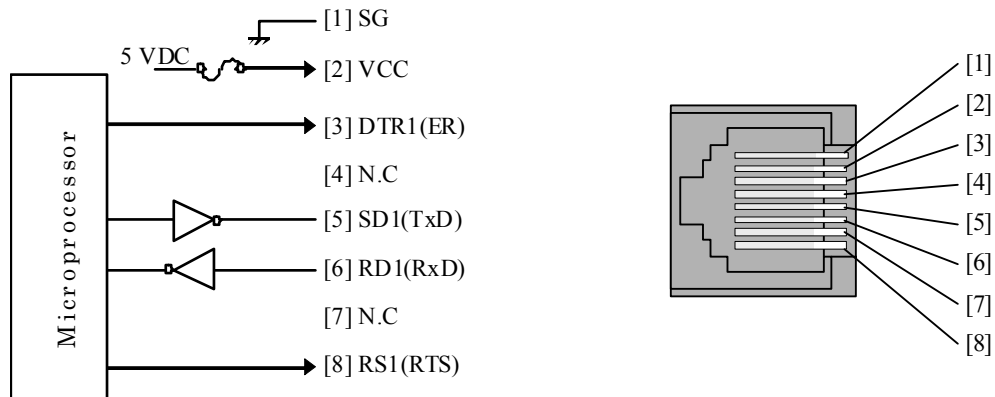 [1] SG
5 VDC
[2] VCC
[3] DTR1(ER)
[4] N.C
[5] SD1(TxD)
[6] RD1(RxD)
[7] N.C
[8] RS1(RTS)
Microprocessor
[1]
[2]
[3]
[4]
[5]
[6]
[7]
[8]